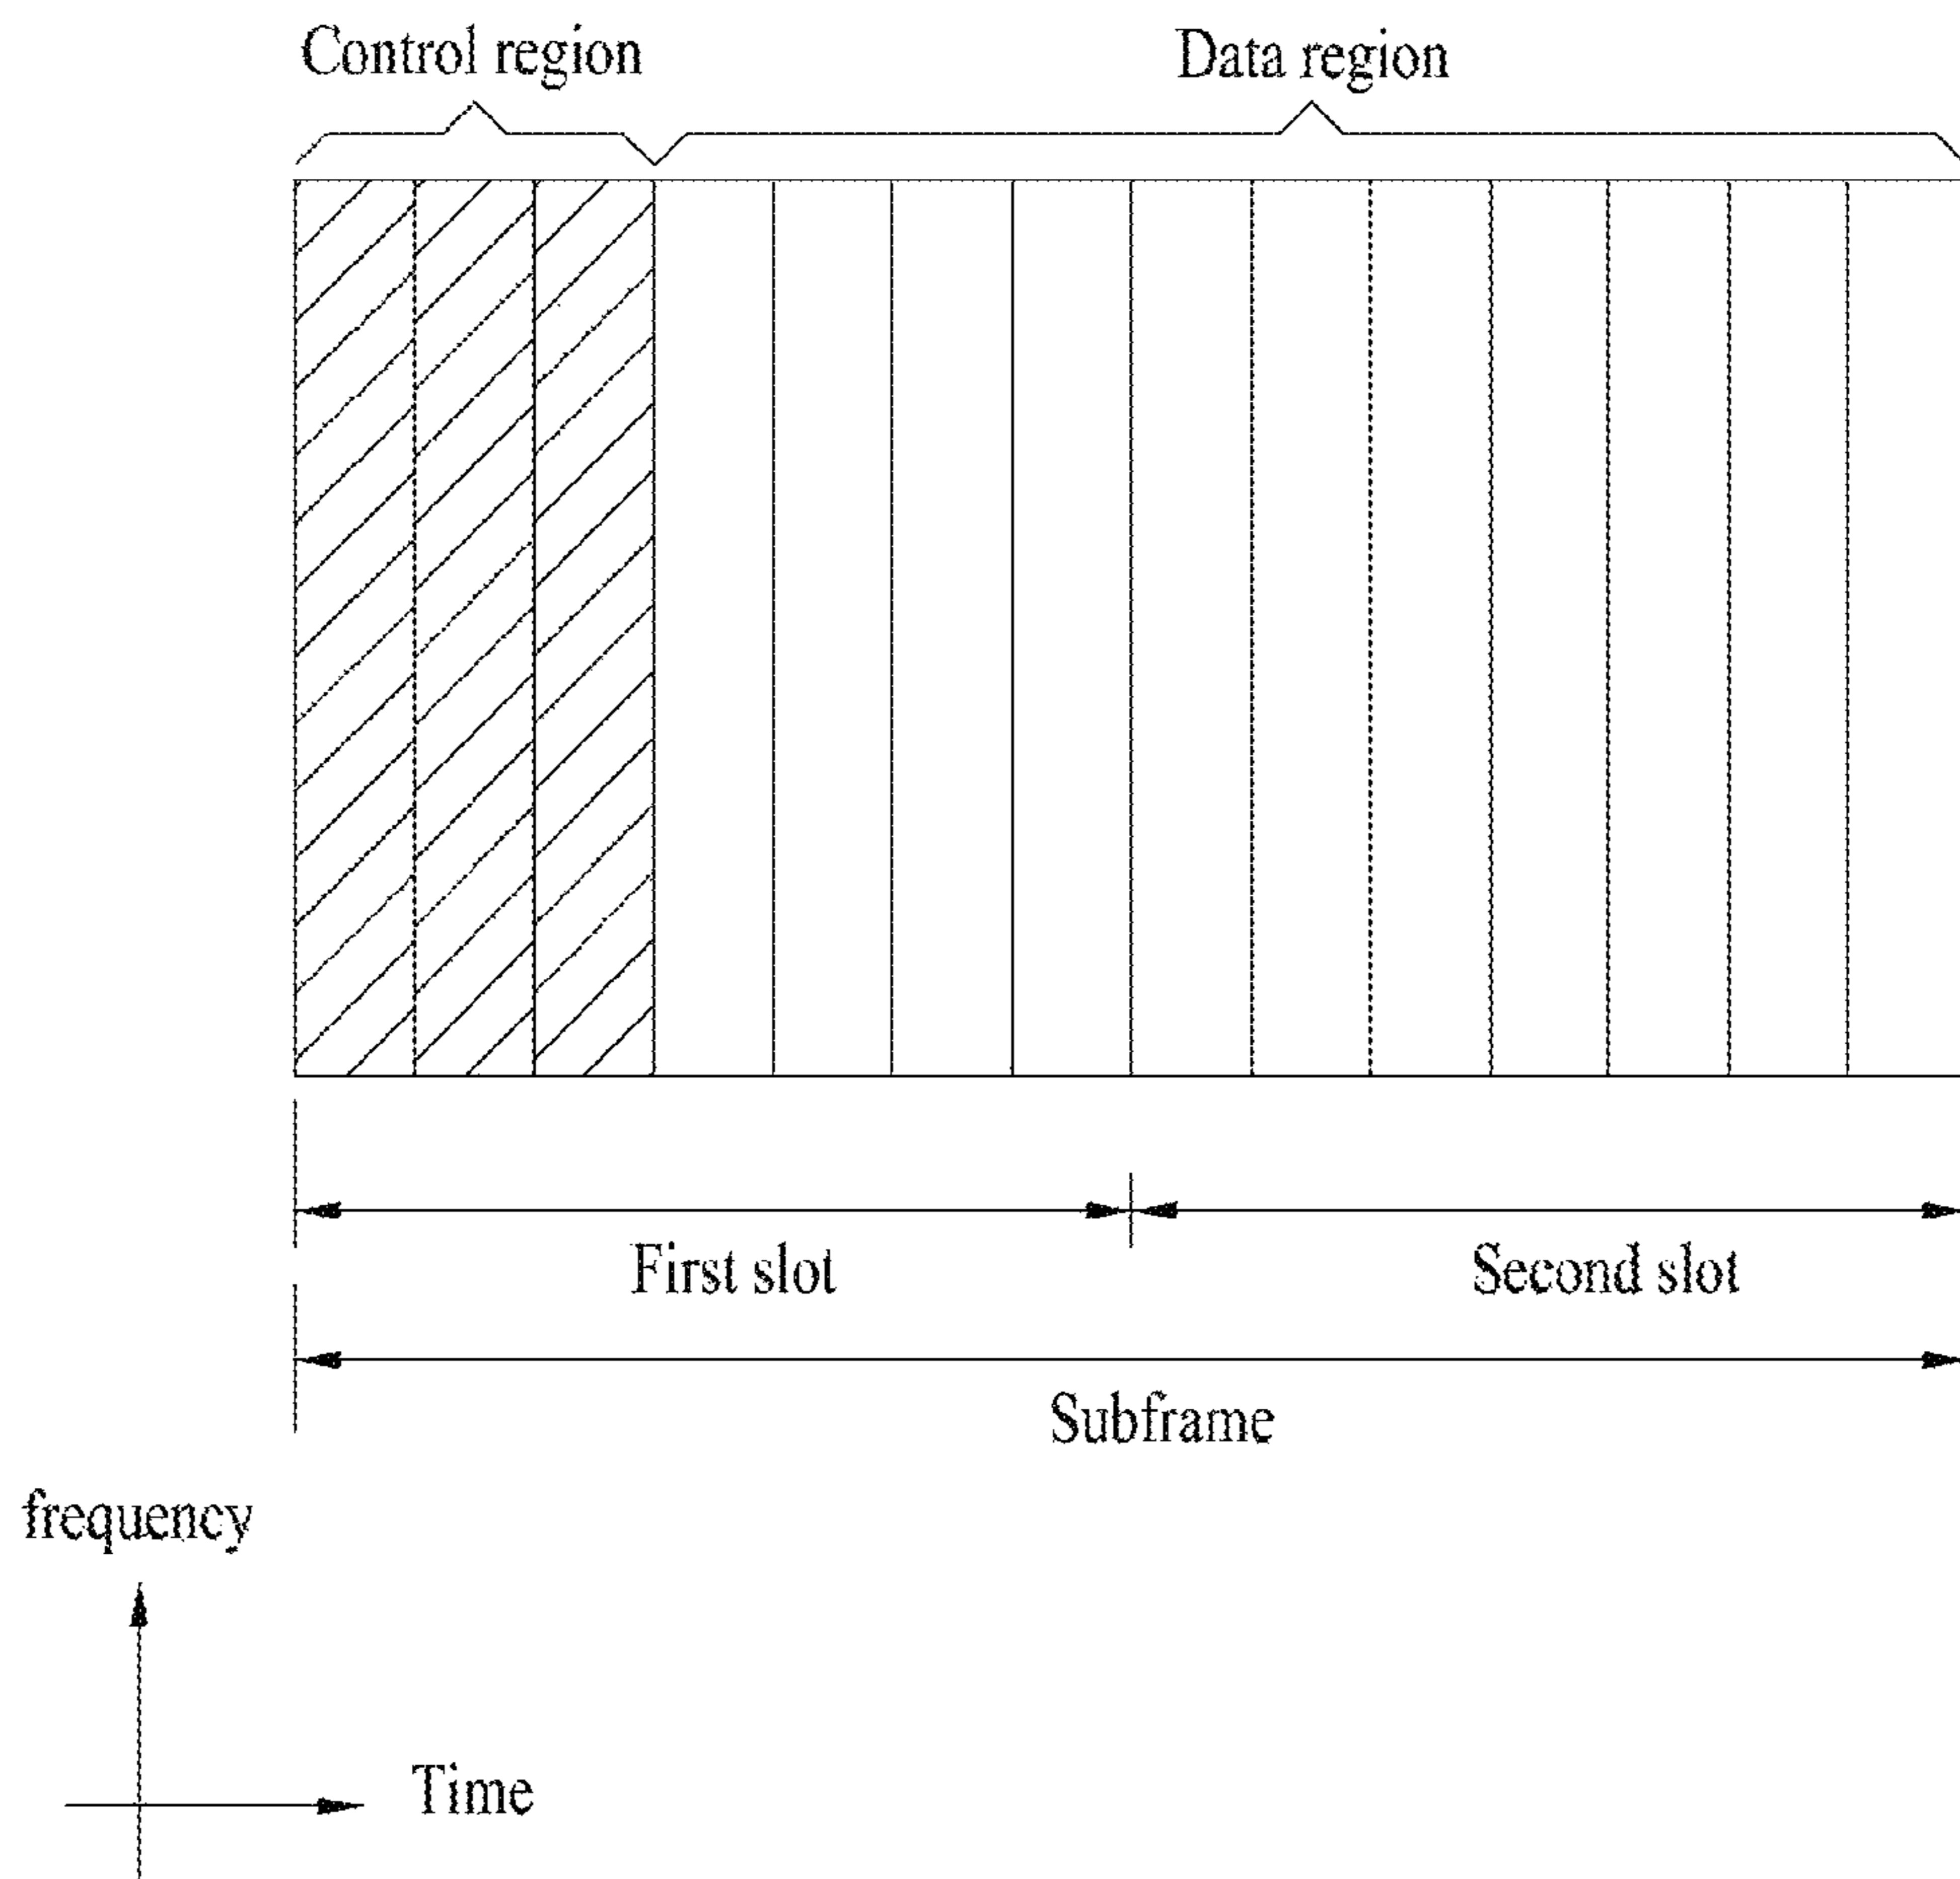 Control region
Data region
First slot
Second slot
Subframe
frequency
Time